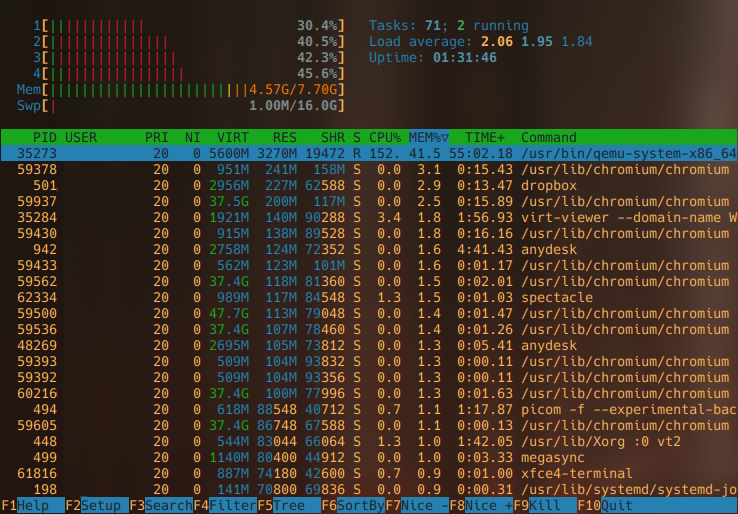 1[|||||||||||| 30.4%] Tasks: 71; 2 running
2[||||||||||||||| 40.5%] Load average: 2.06 1.95 1.84
3[|||||||||||||||| 42.3%] Uptime: 01:31:46
4[||||||||||||||||| 45.6%]
Mem[|||||||||||||||||||||||||4.57G/7.70G]
Swp[| 1.00M/16.0G]
PID USER PRI NI VIRT RES SHR S CPU% MEM%▽ TIME+ Command
35273 20 0 5600M 3270M 19472 R 152. 41.5 55:02.18 /usr/bin/qemu-system-x86_64
59378 20 0 951M 241M 158M S 0.0 3.1 0:15.43 /usr/lib/chromium/chromium
501 20 0 2956M 227M 62588 S 0.0 2.9 0:13.47 dropbox
59937 20 0 37.5G 200M 117M S 0.0 2.5 0:15.89 /usr/lib/chromium/chromium
35284 20 0 1921M 140M 90288 S 3.4 1.8 1:56.93 virt-viewer --domain-name W
59430 20 0 915M 138M 89528 S 0.0 1.8 0:16.16 /usr/lib/chromium/chromium
942 20 0 2758M 124M 72352 S 0.0 1.6 4:41.43 anydesk
59433 20 0 562M 123M 101M S 0.0 1.6 0:01.17 /usr/lib/chromium/chromium
59562 20 0 37.4G 118M 81360 S 0.0 1.5 0:02.01 /usr/lib/chromium/chromium
62334 20 0 989M 117M 84548 S 1.3 1.5 0:01.03 spectacle
59500 20 0 47.7G 113M 79048 S 0.0 1.4 0:01.47 /usr/lib/chromium/chromium
59536 20 0 37.4G 107M 78460 S 0.0 1.4 0:01.26 /usr/lib/chromium/chromium
48269 20 0 2695M 105M 73812 S 0.0 1.3 0:05.41 anydesk
59393 20 0 509M 104M 93832 S 0.0 1.3 0:00.11 /usr/lib/chromium/chromium
59392 20 0 509M 104M 93356 S 0.0 1.3 0:00.11 /usr/lib/chromium/chromium
60216 20 0 37.4G 100M 77996 S 0.0 1.3 0:01.63 /usr/lib/chromium/chromium
494 20 0 618M 88548 40712 S 0.7 1.1 1:17.87 picom -f --experimental-bac
59605 20 0 37.4G 86748 67588 S 0.0 1.1 0:00.13 /usr/lib/chromium/chromium
448 20 0 544M 83044 66064 S 1.3 1.0 1:42.05 /usr/lib/Xorg :0 vt2
499 20 0 1140M 80400 44912 S 0.0 1.0 0:03.33 megasync
61816 20 0 887M 74180 42600 S 0.7 0.9 0:01.00 xfce4-terminal
198 20 0 141M 70800 69836 S 0.0 0.9 0:00.31 /usr/lib/systemd/systemd-jo
F1Help F2Setup F3SearchF4FilterF5Tree F6SortByF7Nice -F8Nice +F9Kill F10Quit